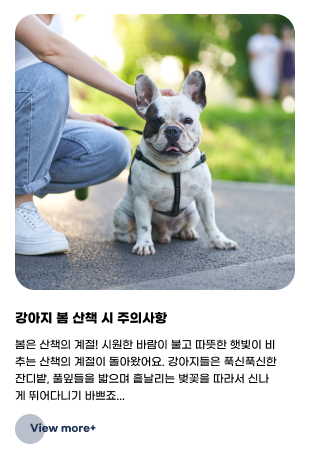 강아지 봄 산책 시 주의사항
봄은 산책의 계절! 시원한 바람이 불고 따뜻한 햇빛이 비
추는 산책의 계절이 돌아왔어요. 강아지들은 푹신푹신한
잔디밭, 풀잎들을 밟으며 흩날리는 벚꽃을 따라서 신나
게 뛰어다니기 바쁘죠...
View more+